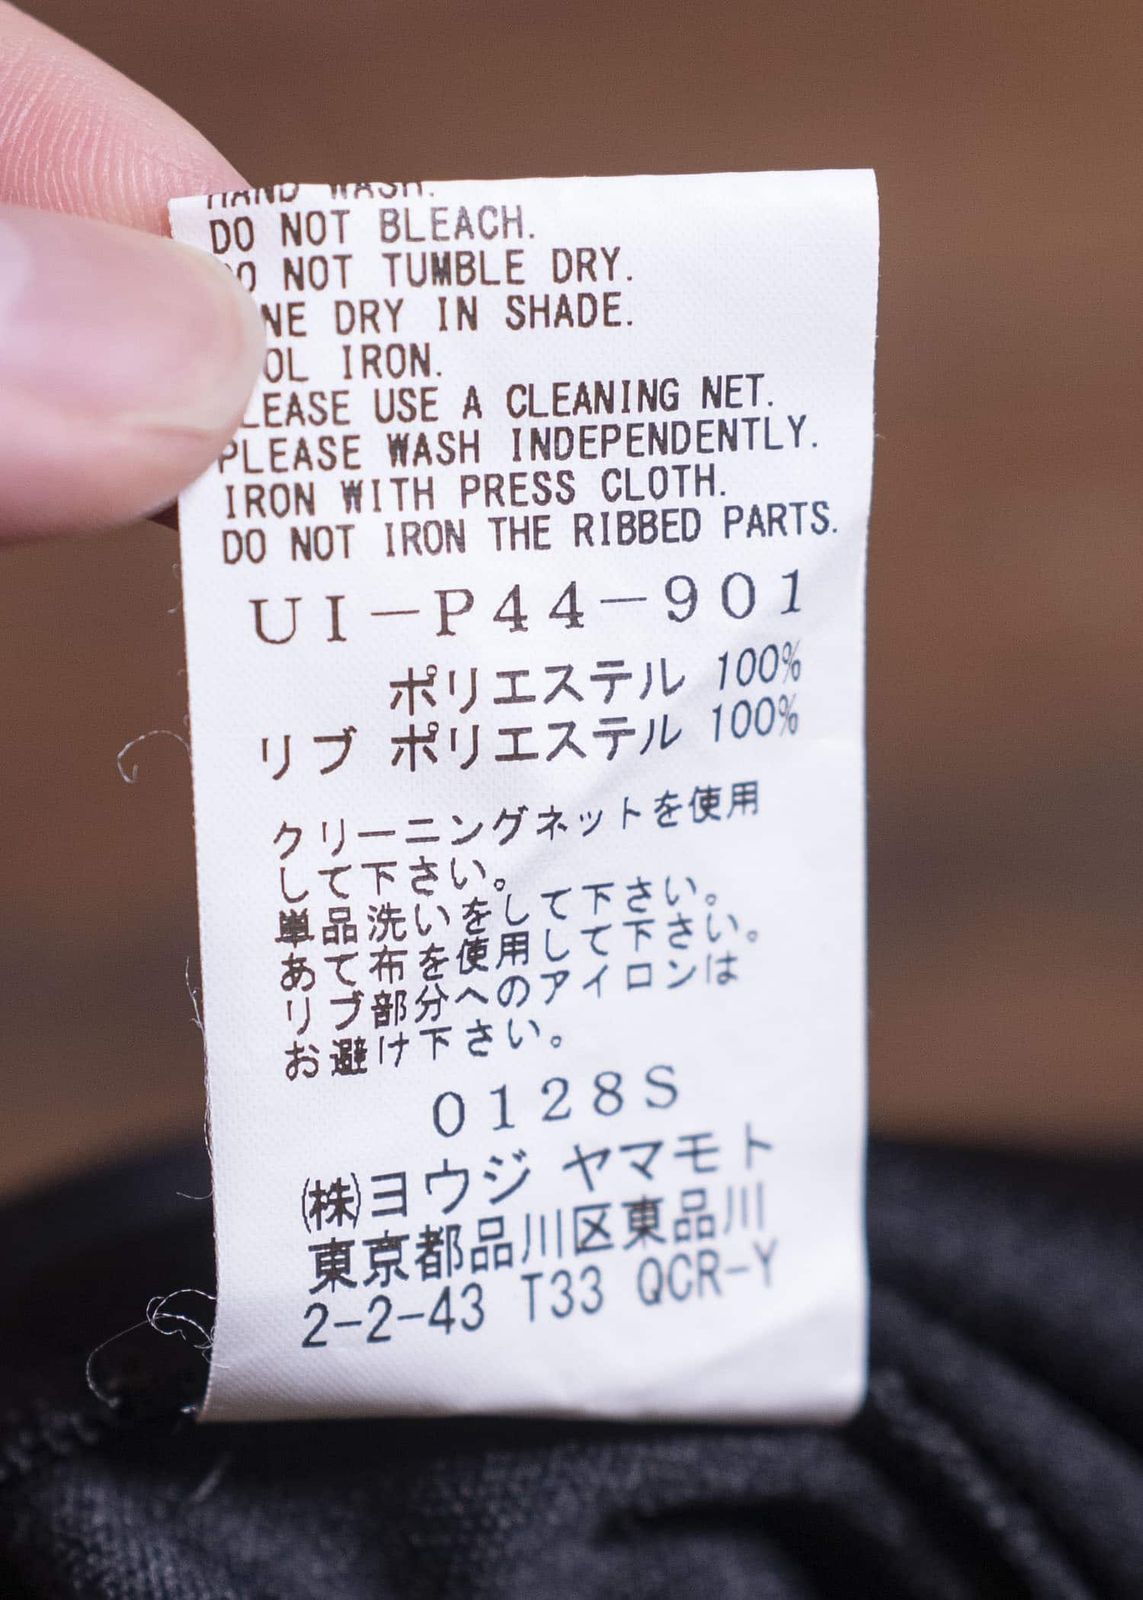 HAND WASH.
DO NOT BLEACH.
DO NOT TUMBLE DRY.
LINE DRY IN SHADE.
COOL IRON.
PLEASE USE A CLEANING NET.
PLEASE WASH INDEPENDENTLY.
IRON WITH PRESS CLOTH.
DO NOT IRON THE RIBBED PARTS.
UI-P44-901
ポリエステル 100%
リブ ポリエステル 100%
クリーニングネットを使用
して下さい。
単品洗いをして下さい。
あて布を使用して下さい。
リブ部分へのアイロンは
お避け下さい。
0128S
㈱ヨウジ ヤマモト
東京都品川区東品川
2-2-43 T33 QCR-Y